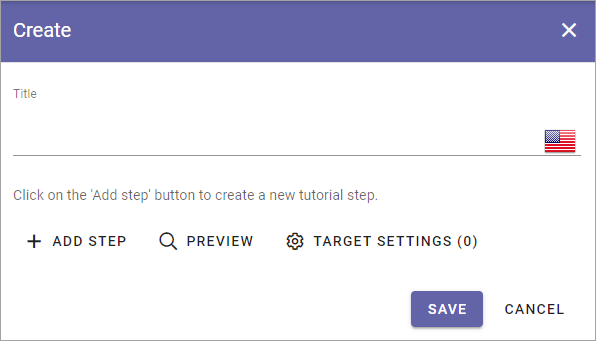 Create
Title
Click on the 'Add step' button to create a new tutorial step.
ADD STEP PREVIEW TARGET SETTINGS (0)
SAVE CANCEL